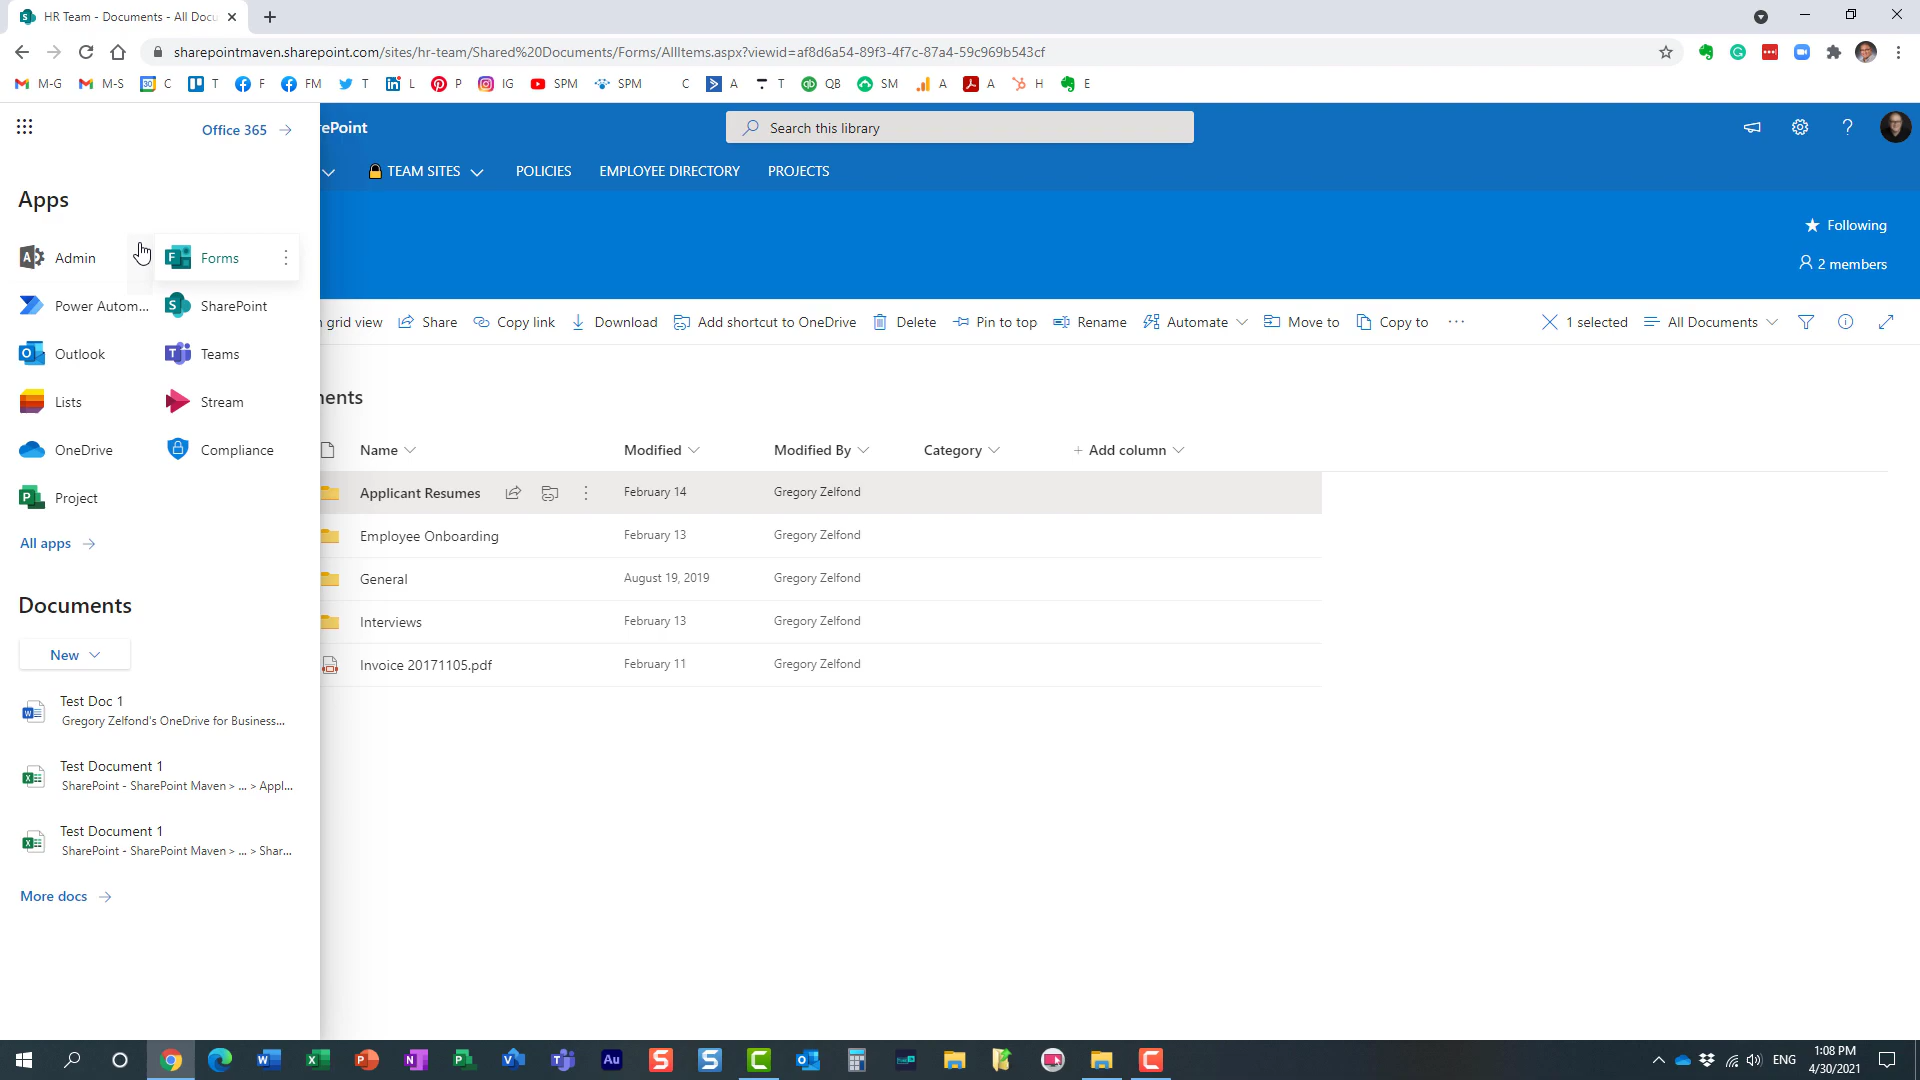 HR Team - Documents - All Docu
sharepointmaven.sharepoint.com/sites/hr-team/Shared%20Documents/Forms/AllItems.aspx?viewid=af8d6a54-89f3-4f7c-87a4-59c969b543cf
M-G M-S C T F FM T L P IG SPM SPM C A T QB SM A A H E
Office 365
rePoint
Search this library
TEAM SITES POLICIES EMPLOYEE DIRECTORY PROJECTS
Apps
Following
2 members
Admin Forms
Power Autom... SharePoint
Outlook Teams
Lists Stream
OneDrive Compliance
Project
All apps
Documents
New
Test Doc 1
Gregory Zelfond's OneDrive for Business...
Test Document 1
SharePoint - SharePoint Maven > ... > Appl...
Test Document 1
SharePoint - SharePoint Maven > ... > Shar...
More docs
grid view Share Copy link Download Add shortcut to OneDrive Delete Pin to top Rename Automate Move to Copy to ... 1 selected All Documents
ments
Name Modified Modified By Category + Add column
Applicant Resumes February 14 Gregory Zelfond
Employee Onboarding February 13 Gregory Zelfond
General August 19, 2019 Gregory Zelfond
Interviews February 13 Gregory Zelfond
Invoice 20171105.pdf February 11 Gregory Zelfond
ENG
1:08 PM
4/30/2021